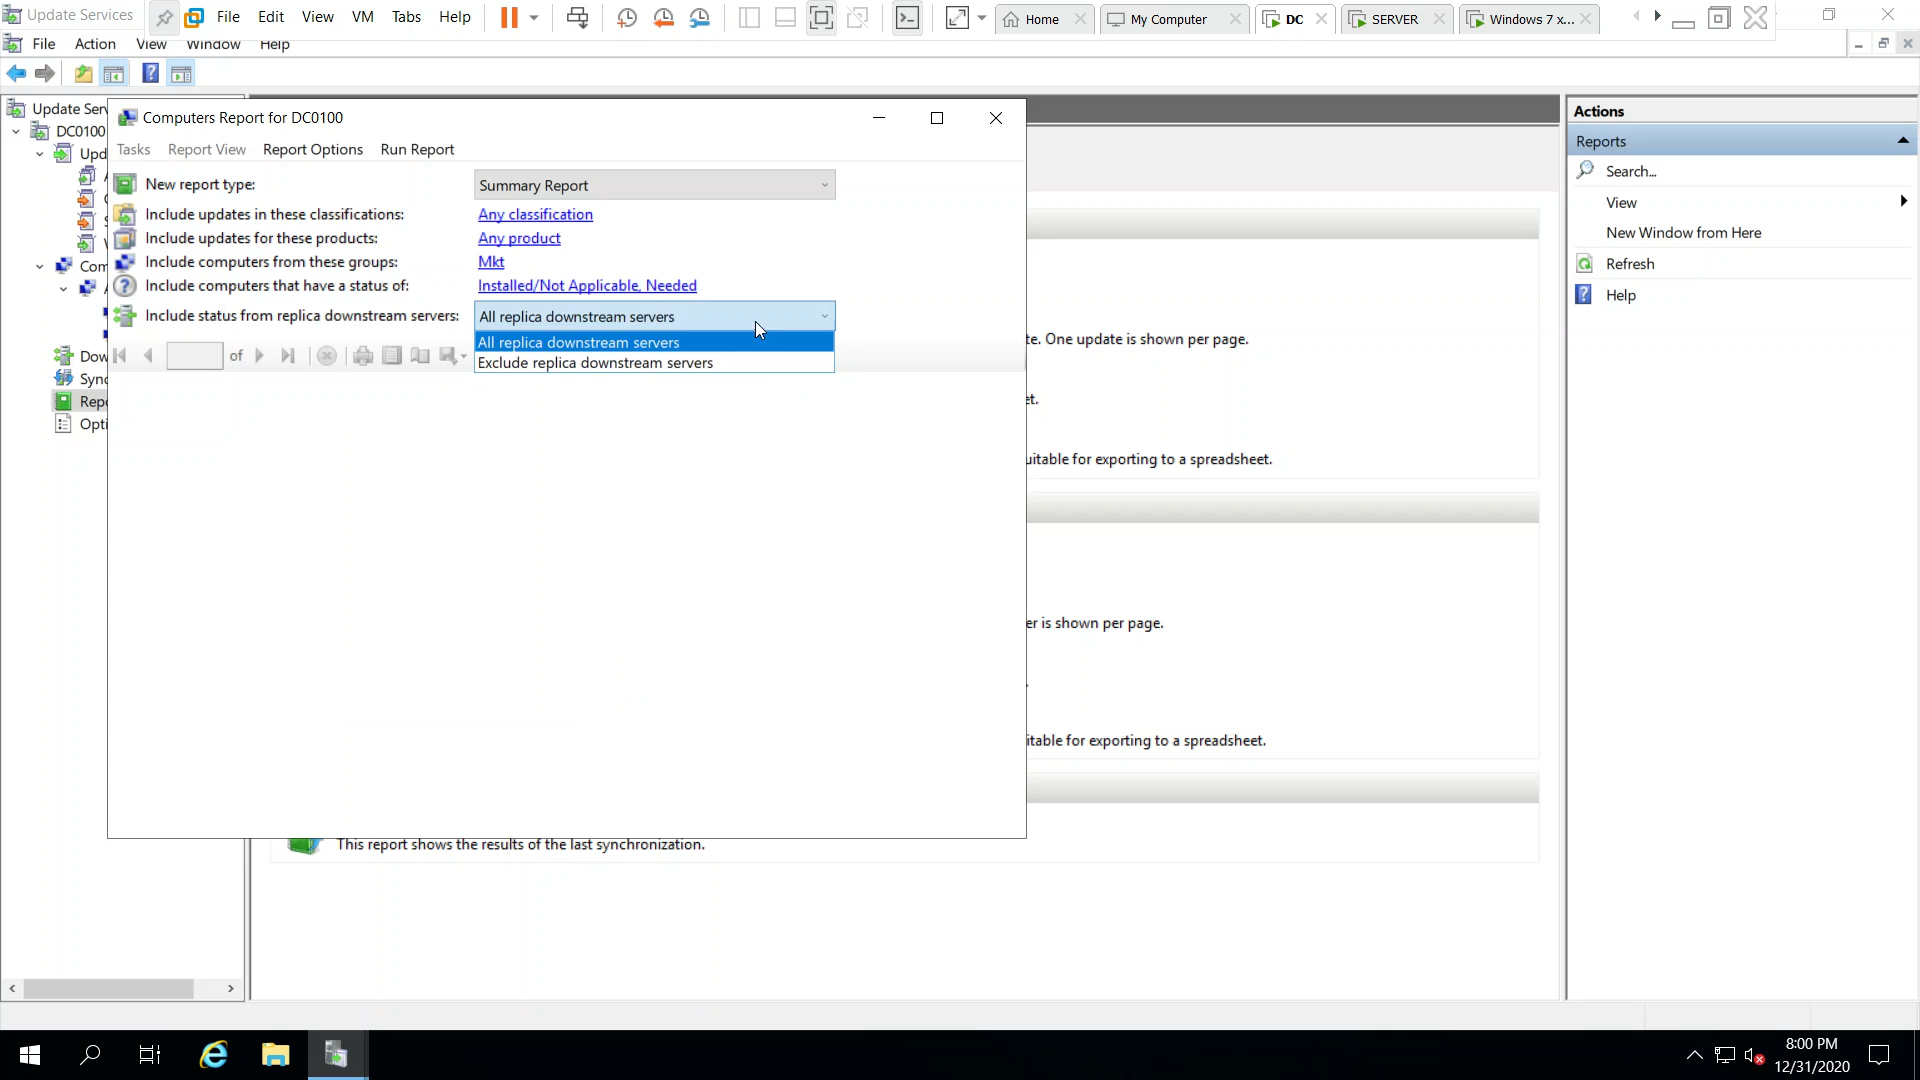 Update Services
File Edit View VM Tabs Help
Home
My Computer
DC
SERVER
Windows 7 x...
File Action View Window Help
Update Serv
DC0100
Upd
Com
Dow
Sync
Repo
Opti
Computers Report for DC0100
Tasks Report View Report Options Run Report
New report type: Summary Report
Include updates in these classifications: Any classification
Include updates for these products: Any product
Include computers from these groups: Mkt
Include computers that have a status of: Installed/Not Applicable, Needed
Include status from replica downstream servers: All replica downstream servers
All replica downstream servers
Exclude replica downstream servers
of
te. One update is shown per page.
et.
uitable for exporting to a spreadsheet.
er is shown per page.
.
itable for exporting to a spreadsheet.
This report shows the results of the last synchronization.
Actions
Reports
Search...
View
New Window from Here
Refresh
Help
8:00 PM
12/31/2020